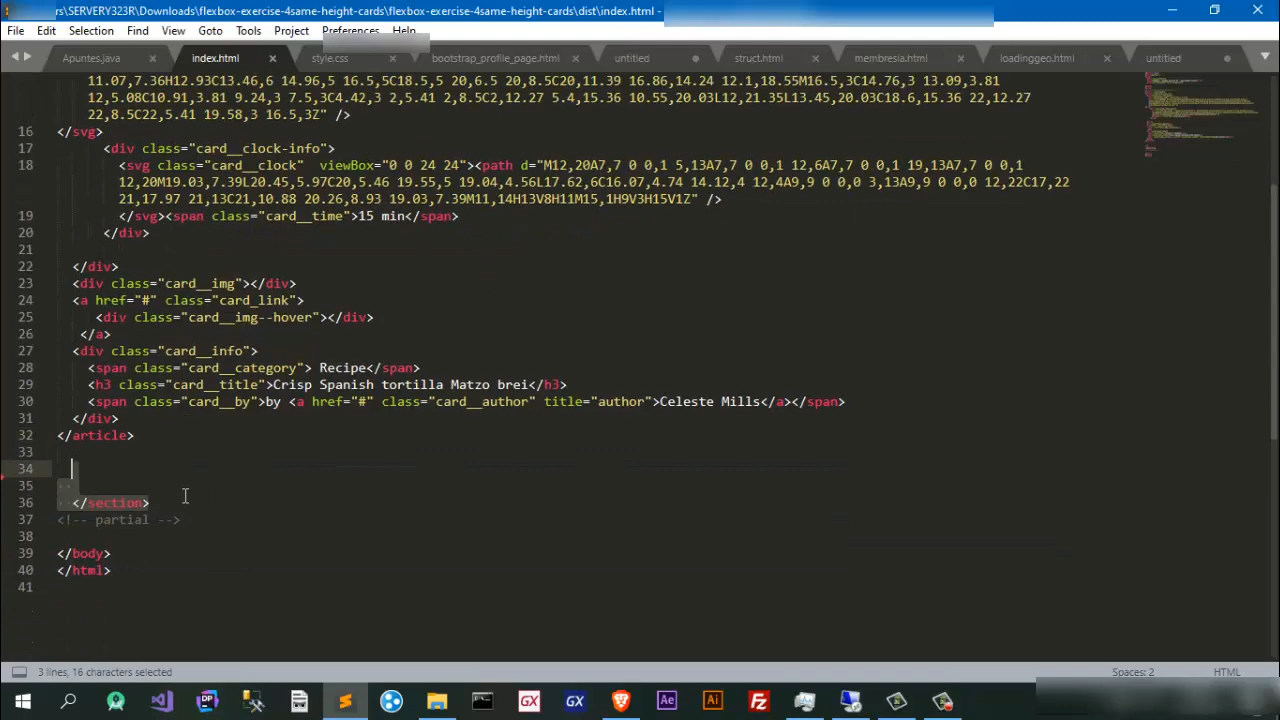 rs\SERVERY323R\Downloads\flexbox-exercise-4same-height-cards\flexbox-exercise-4same-height-cards\dist\index.html -
File Edit Selection Find View Goto Tools Project Preferences Help
Apuntes.java × index.html × style.css × bootstrap_profile_page.html × untitled struct.html × membresia.html × loadinggeo.html × untitled
11.07,7.36H12.93C13.46,6 14.96,5 16.5,5C18.5,5 20,6.5 20,8.5C20,11.39 16.86,14.24 12.1,18.55M16.5,3C14.76,3 13.09,3.81
12,5.08C10.91,3.81 9.24,3 7.5,3C4.42,3 2,5.41 2,8.5C2,12.27 5.4,15.36 10.55,20.03L12,21.35L13.45,20.03C18.6,15.36 22,12.27
22,8.5C22,5.41 19.58,3 16.5,3Z" />
16 </svg>
17 <div class="card__clock-info">
18 <svg class="card__clock"  viewBox="0 0 24 24"><path d="M12,20A7,7 0 0,1 5,13A7,7 0 0,1 12,6A7,7 0 0,1 19,13A7,7 0 0,1
12,20M19.03,7.39L20.45,5.97C20,5.46 19.55,5 19.04,4.56L17.62,6C16.07,4.74 14.12,4 12,4A9,9 0 0,0 3,13A9,9 0 0,0 12,22C17,22
21,17.97 21,13C21,10.88 20.26,8.93 19.03,7.39M11,14H13V8H11M15,1H9V3H15V1Z" />
19 </svg><span class="card__time">15 min</span>
20 </div>
21
22 </div>
23 <div class="card__img"></div>
24 <a href="#" class="card_link">
25 <div class="card__img--hover"></div>
26 </a>
27 <div class="card__info">
28 <span class="card__category"> Recipe</span>
29 <h3 class="card__title">Crisp Spanish tortilla Matzo brei</h3>
30 <span class="card__by">by <a href="#" class="card__author" title="author">Celeste Mills</a></span>
31 </div>
32 </article>
33
34
35
36 </section>
37 <!-- partial -->
38
39 </body>
40 </html>
41
3 lines, 16 characters selected Spaces: 2 HTML
DP GX GX Ae Ai Fz